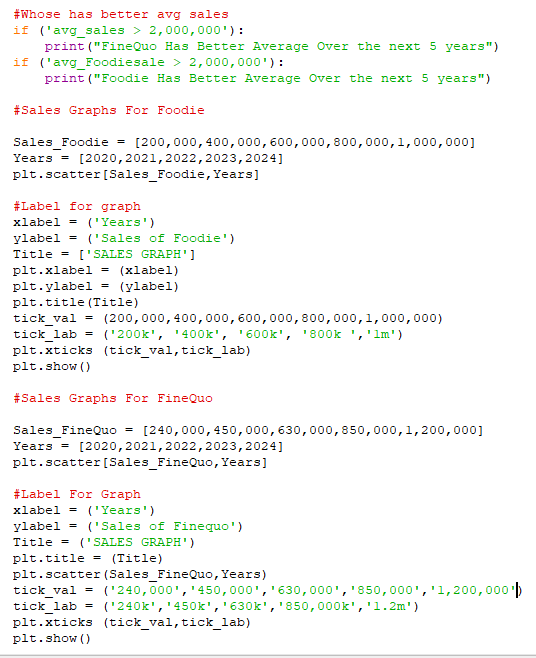 #Whose has better avg sales
if ('avg_sales > 2,000,000'):
    print("FineQuo Has Better Average Over the next 5 years")
if ('avg_Foodiesale > 2,000,000'):
    print("Foodie Has Better Average Over the next 5 years")
#Sales Graphs For Foodie
Sales_Foodie = [200,000,400,000,600,000,800,000,1,000,000]
Years = [2020,2021,2022,2023,2024]
plt.scatter[Sales_Foodie,Years]
#Label for graph
xlabel = ('Years')
ylabel = ('Sales of Foodie')
Title = ['SALES GRAPH']
plt.xlabel = (xlabel)
plt.ylabel = (ylabel)
plt.title(Title)
tick_val = (200,000,400,000,600,000,800,000,1,000,000)
tick_lab = ('200k', '400k', '600k', '800k ','1m')
plt.xticks (tick_val,tick_lab)
plt.show()
#Sales Graphs For FineQuo
Sales_FineQuo = [240,000,450,000,630,000,850,000,1,200,000]
Years = [2020,2021,2022,2023,2024]
plt.scatter[Sales_FineQuo,Years]
#Label For Graph
xlabel = ('Years')
ylabel = ('Sales of Finequo')
Title = ('SALES GRAPH')
plt.title = (Title)
plt.scatter(Sales_FineQuo,Years)
tick_val = ('240,000','450,000','630,000','850,000','1,200,000')
tick_lab = ('240k','450k','630k','850,000k','1.2m')
plt.xticks (tick_val,tick_lab)
plt.show()